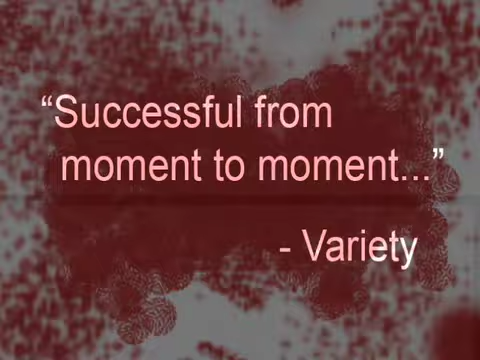 “Successful from
moment to moment...”
- Variety